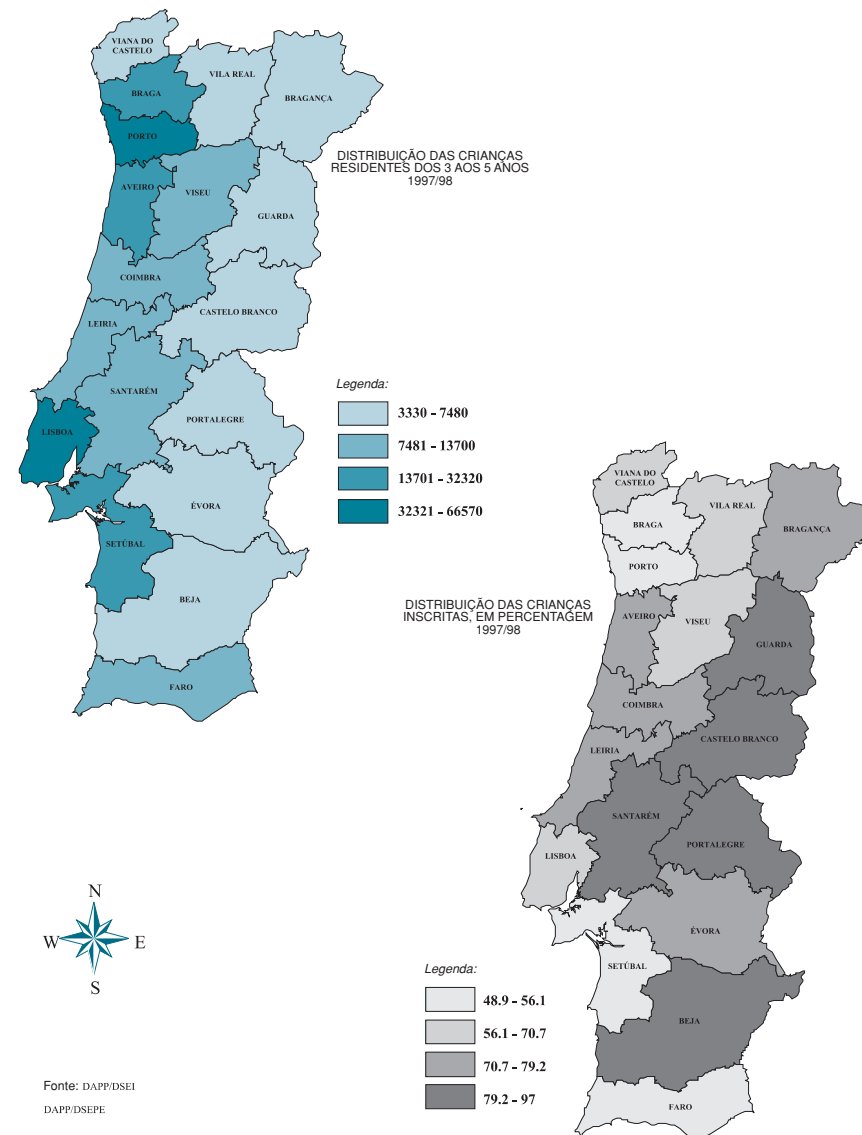 VIANA DO
CASTELO
VILA REAL
BRAGANÇA
BRAGA
PORTO
DISTRIBUIÇÃO DAS CRIANÇAS
RESIDENTES DOS 3 AOS 5 ANOS
1997/98
AVEIRO
VISEU
GUARDA
COIMBRA
CASTELO BRANCO
LEIRIA
SANTARÉM
PORTALEGRE
LISBOA
ÉVORA
SETÚBAL
BEJA
FARO
Legenda:
3330 - 7480
7481 - 13700
13701 - 32320
32321 - 66570
VIANA DO
CASTELO
VILA REAL
BRAGANÇA
BRAGA
PORTO
DISTRIBUIÇÃO DAS CRIANÇAS
INSCRITAS, EM PERCENTAGEM
1997/98
AVEIRO
VISEU
GUARDA
COIMBRA
CASTELO BRANCO
LEIRIA
SANTARÉM
PORTALEGRE
LISBOA
ÉVORA
SETÚBAL
BEJA
FARO
Legenda:
48.9 - 56.1
56.1 - 70.7
70.7 - 79.2
79.2 - 97
N
W E
S
Fonte: DAPP/DSEI
DAPP/DSEPE